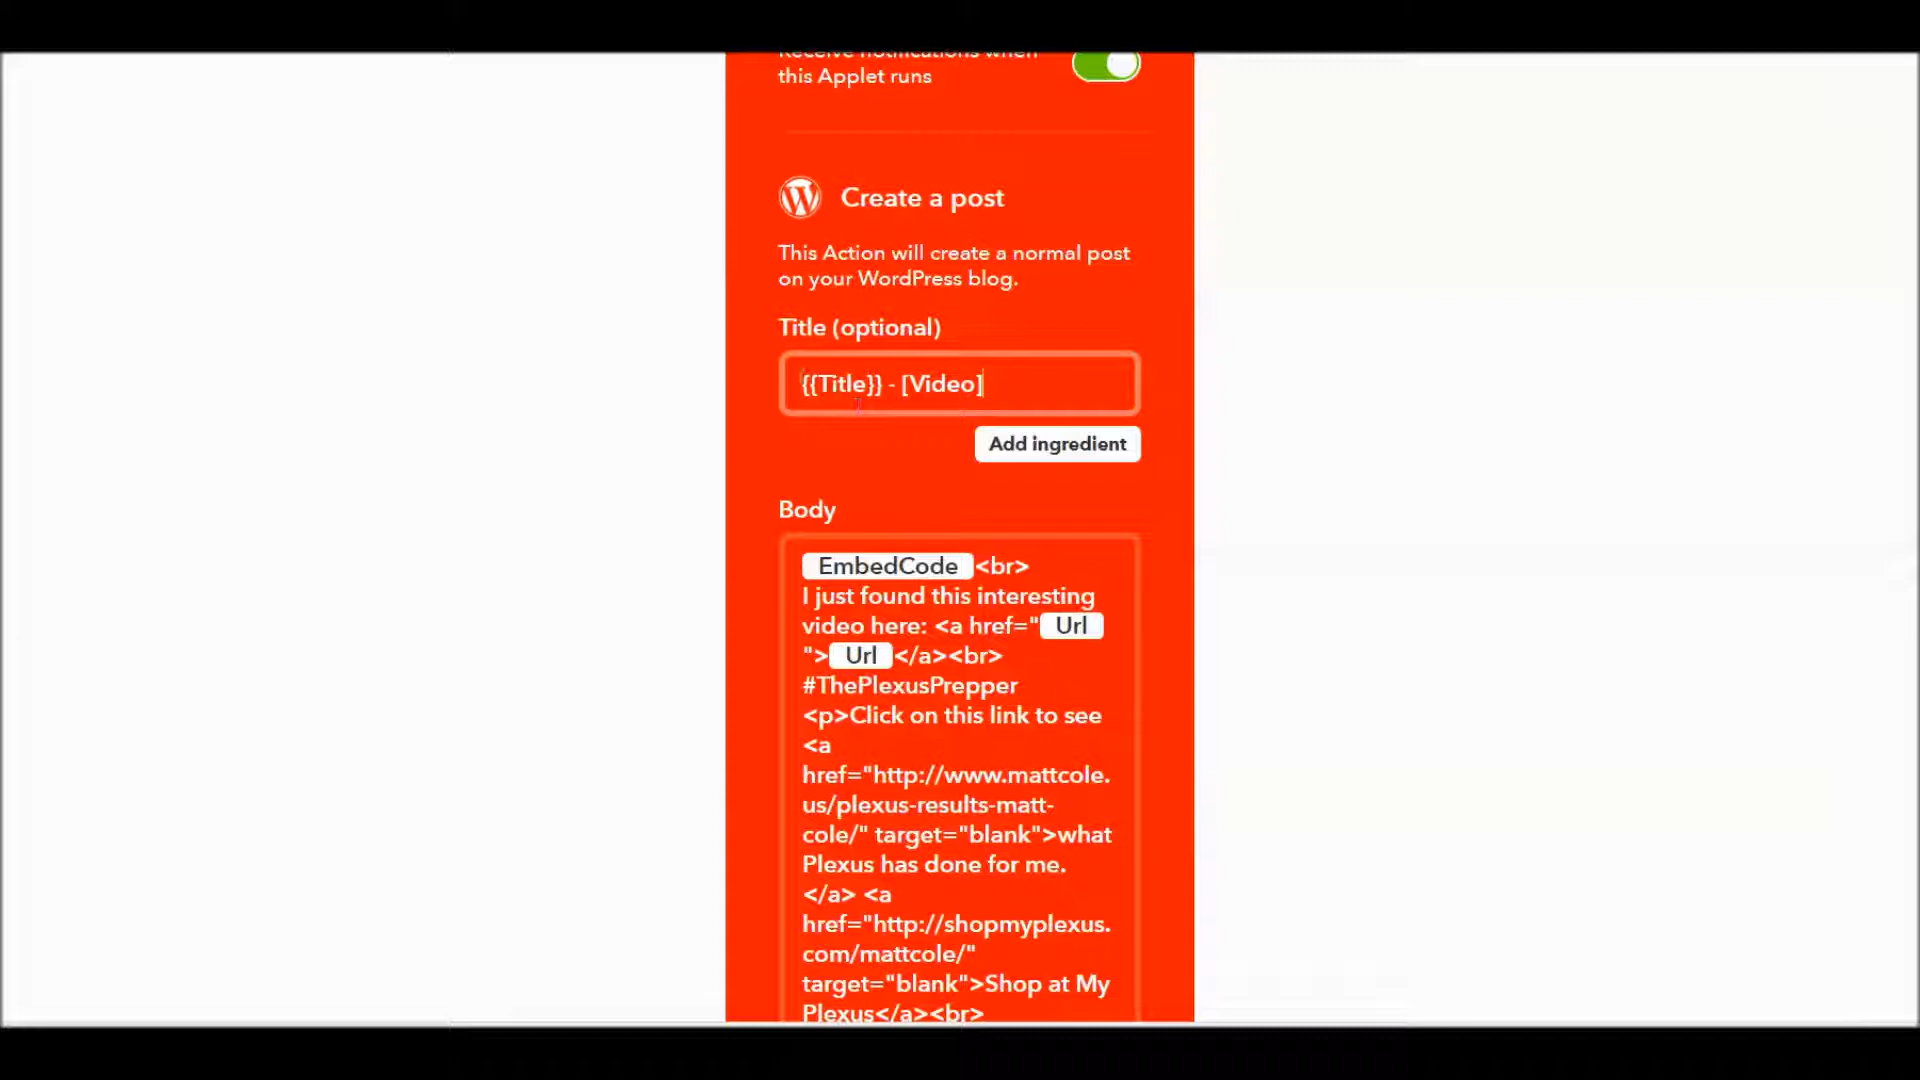 Receive notifications when
this Applet runs
Create a post
This Action will create a normal post
on your WordPress blog.
Title (optional)
{{Title}} - [Video]
Add ingredient
Body
EmbedCode <br>
I just found this interesting
video here: <a href=" Url
"> Url </a><br>
#ThePlexusPrepper
<p>Click on this link to see
<a
href="http://www.mattcole.
us/plexus-results-matt-
cole/" target="blank">what
Plexus has done for me.
</a> <a
href="http://shopmyplexus.
com/mattcole/"
target="blank">Shop at My
Plexus</a><br>